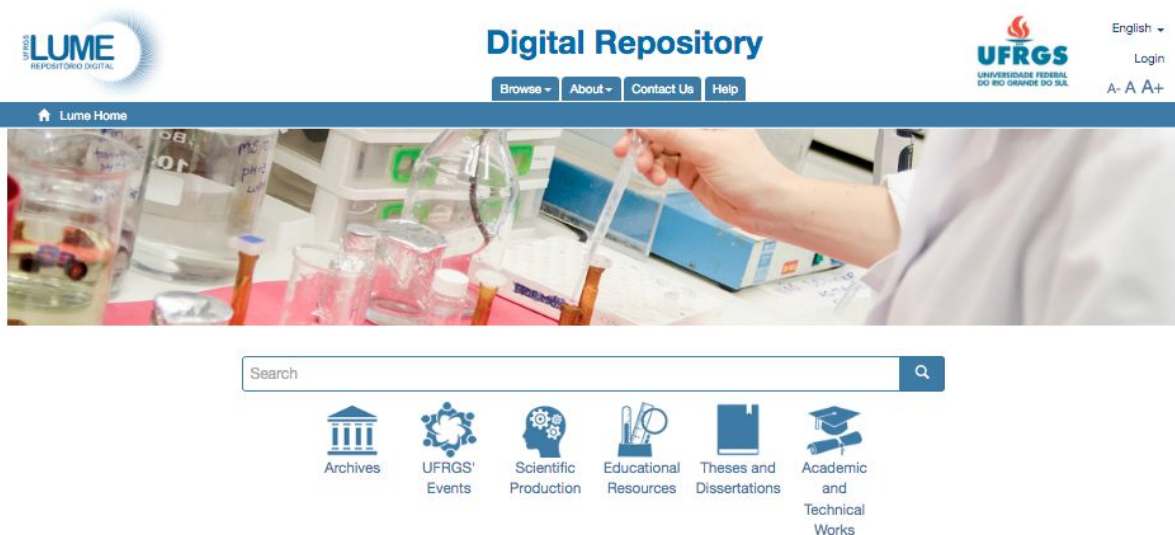 UFRGS
LUME
REPOSITÓRIO DIGITAL
Digital Repository
Browse
About
Contact Us
Help
UFRGS
UNIVERSIDADE FEDERAL
DO RIO GRANDE DO SUL
English
Login
A- A A+
Lume Home
Search
Archives
UFRGS'
Events
Scientific
Production
Educational
Resources
Theses and
Dissertations
Academic
and
Technical
Works